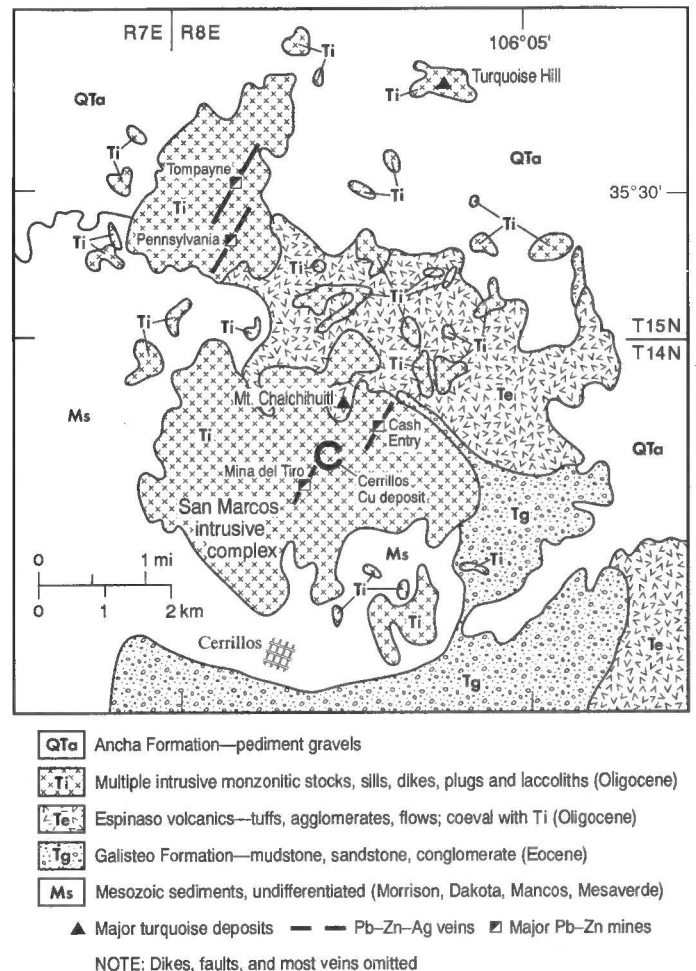 R7E R8E
106°05'
Ti
Turquoise Hill
Ti
QTa
Ti
QTa
Tompayne
Ti
35°30'
Ti
Ti
Pennsylvania
Ti
Ti
Ti
Ti
Ti
Ti
T15N
T14N
Ti
Te
Mt. Chalchihuitl
Ms
Ti
Cash
Entry
QTa
Mina del Tiro
Cerrillos
Cu deposit
San Marcos
intrusive
complex
Tg
Ms
Ti
0 1 mi
0 1 2 km
Ti
Ti
Cerrillos
Te
Tg
QTa Ancha Formation—pediment gravels
Ti Multiple intrusive monzonitic stocks, sills, dikes, plugs and laccoliths (Oligocene)
Te Espinaso volcanics—tuffs, agglomerates, flows; coeval with Ti (Oligocene)
Tg Galisteo Formation—mudstone, sandstone, conglomerate (Eocene)
Ms Mesozoic sediments, undifferentiated (Morrison, Dakota, Mancos, Mesaverde)
Major turquoise deposits Pb–Zn–Ag veins Major Pb–Zn mines
NOTE: Dikes, faults, and most veins omitted